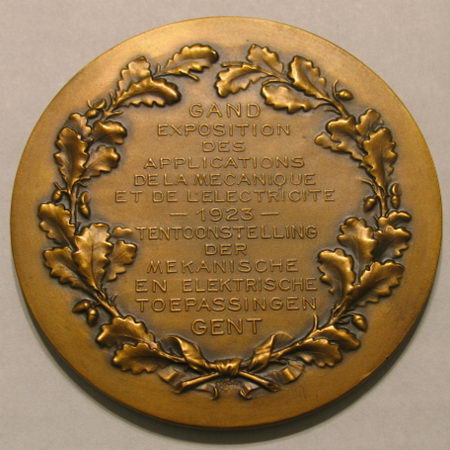 GAND
EXPOSITION
DES
APPLICATIONS
DE LA MECANIQUE
ET DE L'ELECTRICITE
— 1923 —
TENTOONSTELLING
DER
MEKANISCHE
EN ELEKTRISCHE
TOEPASSINGEN
GENT